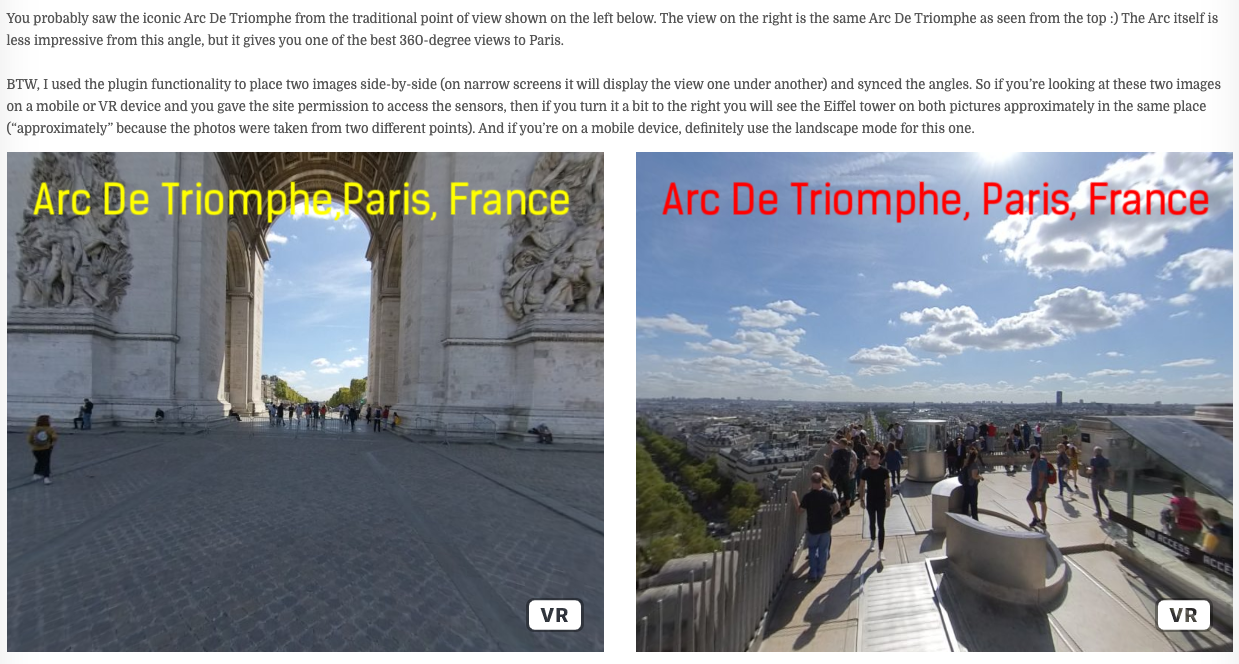 You probably saw the iconic Arc De Triomphe from the traditional point of view shown on the left below. The view on the right is the same Arc De Triomphe as seen from the top :) The Arc itself is
less impressive from this angle, but it gives you one of the best 360-degree views to Paris.
BTW, I used the plugin functionality to place two images side-by-side (on narrow screens it will display the view one under another) and synced the angles. So if you're looking at these two images
on a mobile or VR device and you gave the site permission to access the sensors, then if you turn it a bit to the right you will see the Eiffel tower on both pictures approximately in the same place
("approximately" because the photos were taken from two different points). And if you're on a mobile device, definitely use the landscape mode for this one.
Arc De Triomphe,Paris, France
VR
Arc De Triomphe, Paris, France
NO ACCESS
ACCE
VR